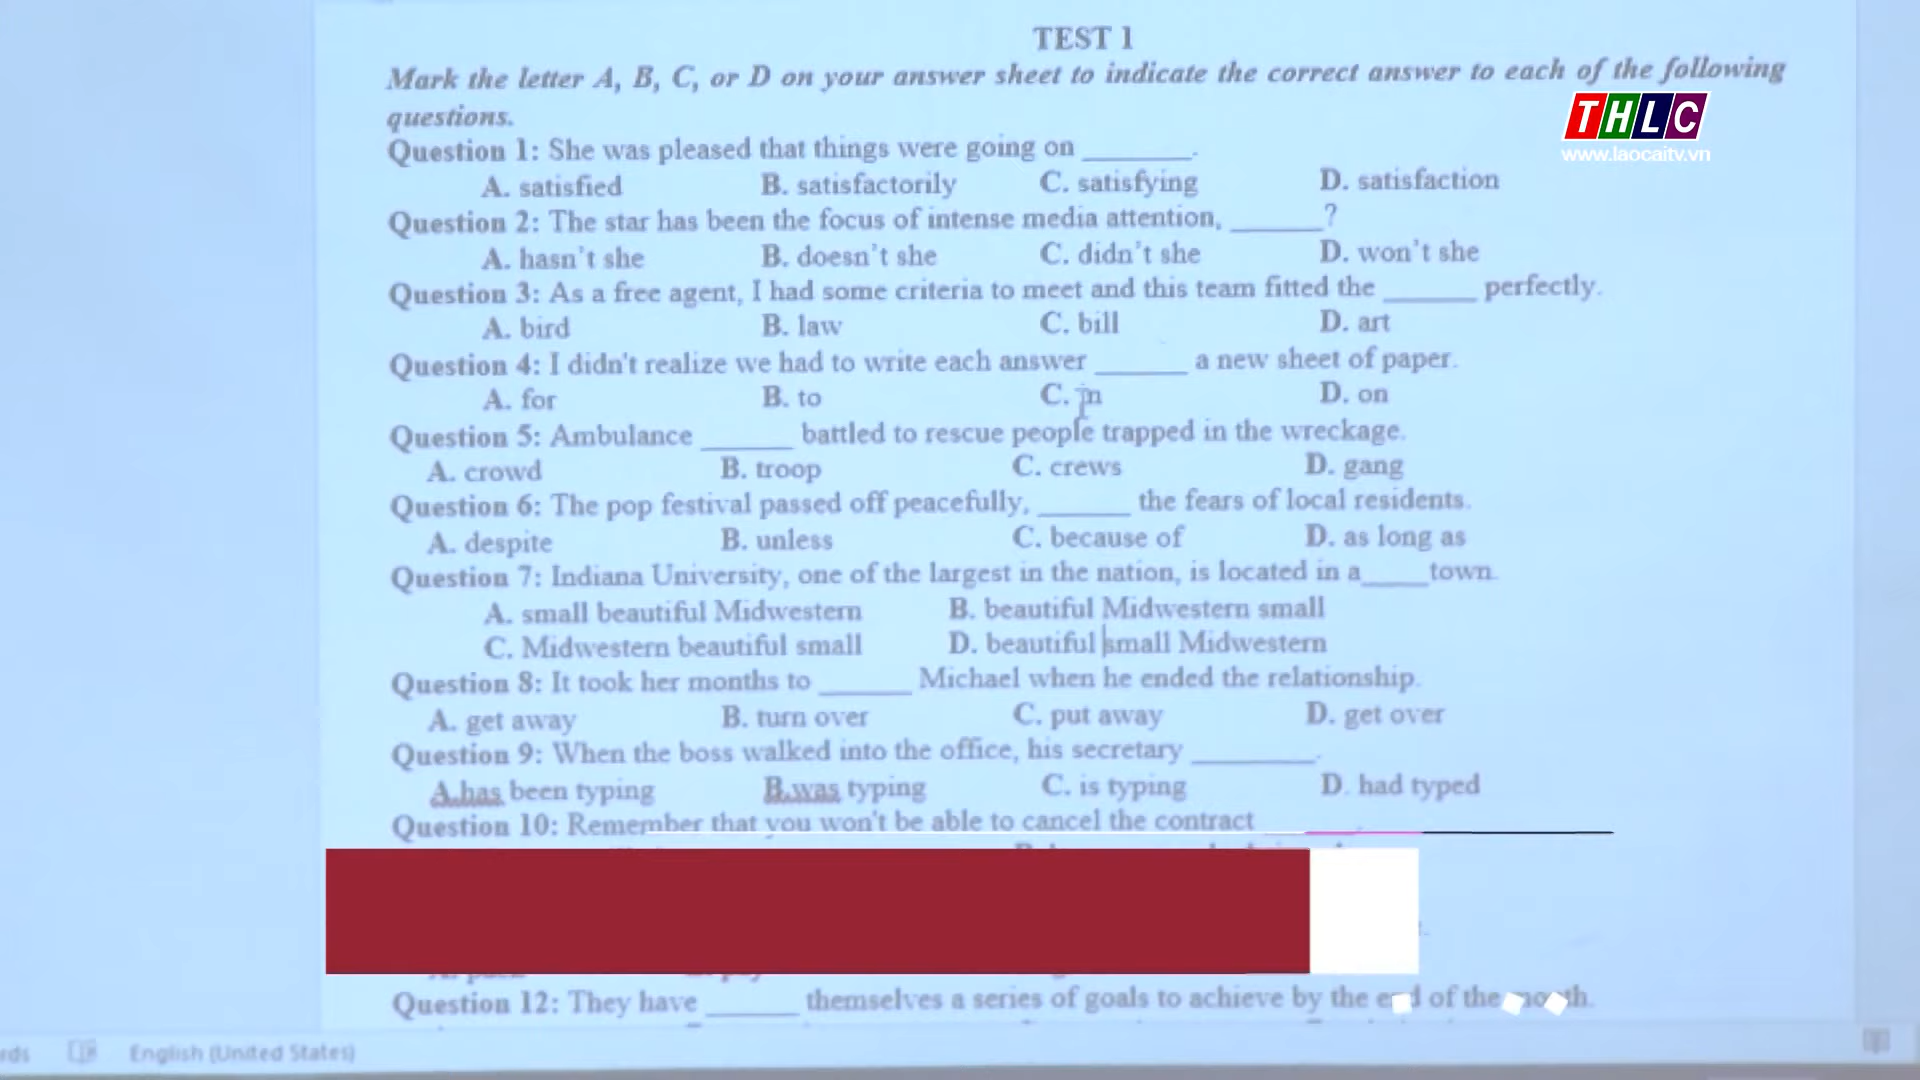 TEST 1
Mark the letter A, B, C, or D on your answer sheet to indicate the correct answer to each of the following
questions.
THLC
www.laocaitv.vn
Question 1: She was pleased that things were going on ________.
A. satisfied B. satisfactorily C. satisfying D. satisfaction
Question 2: The star has been the focus of intense media attention, ______?
A. hasn't she B. doesn't she C. didn't she D. won't she
Question 3: As a free agent, I had some criteria to meet and this team fitted the ______ perfectly.
A. bird B. law C. bill D. art
Question 4: I didn't realize we had to write each answer ______ a new sheet of paper.
A. for B. to C. in D. on
Question 5: Ambulance ______ battled to rescue people trapped in the wreckage.
A. crowd B. troop C. crews D. gang
Question 6: The pop festival passed off peacefully, ______ the fears of local residents.
A. despite B. unless C. because of D. as long as
Question 7: Indiana University, one of the largest in the nation, is located in a____town.
A. small beautiful Midwestern B. beautiful Midwestern small
C. Midwestern beautiful small D. beautiful small Midwestern
Question 8: It took her months to ______ Michael when he ended the relationship.
A. get away B. turn over C. put away D. get over
Question 9: When the boss walked into the office, his secretary ________.
A.has been typing B.was typing C. is typing D. had typed
Question 10: Remember that you won't be able to cancel the contract ______.
Question 12: They have ______ themselves a series of goals to achieve by the end of the month.
English (United States)